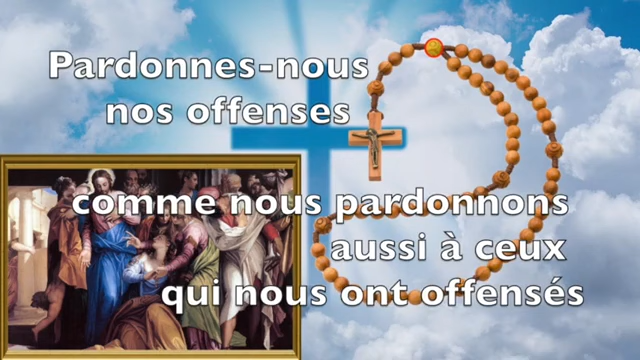 Pardonnes-nous
nos offenses
comme nous pardonnons
aussi à ceux
qui nous ont offensés